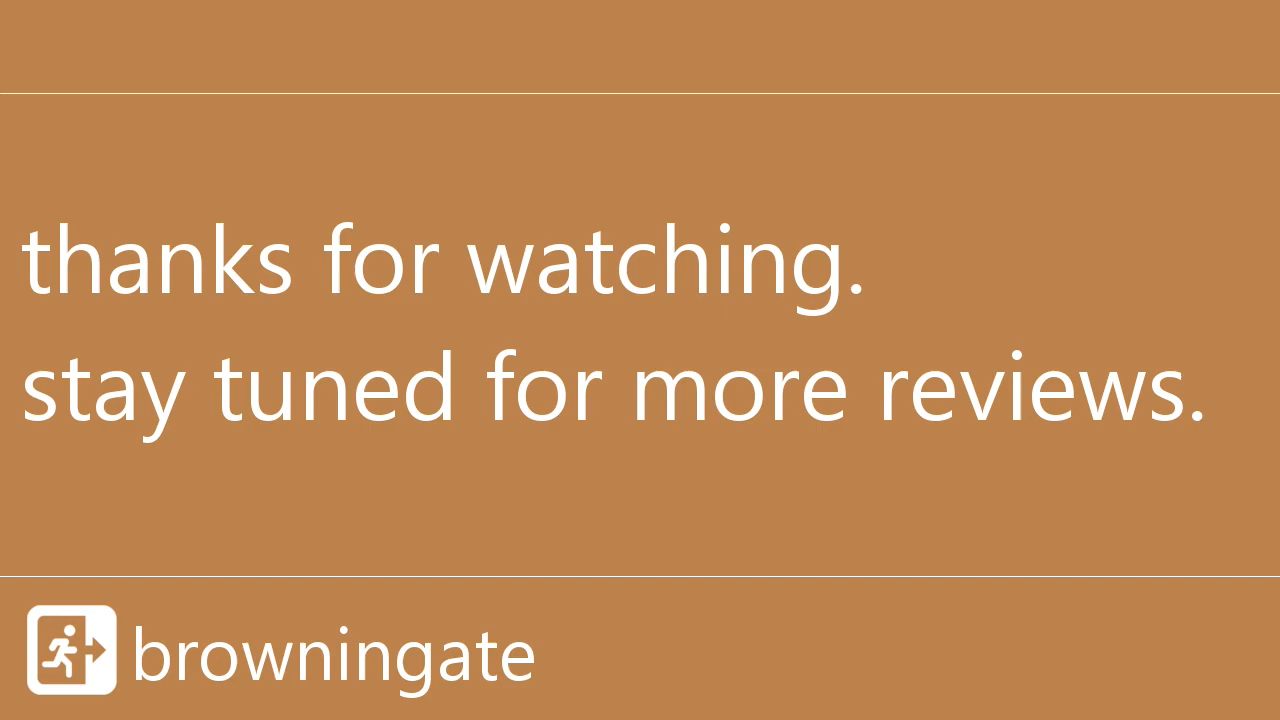 thanks for watching.
stay tuned for more reviews.
browningate